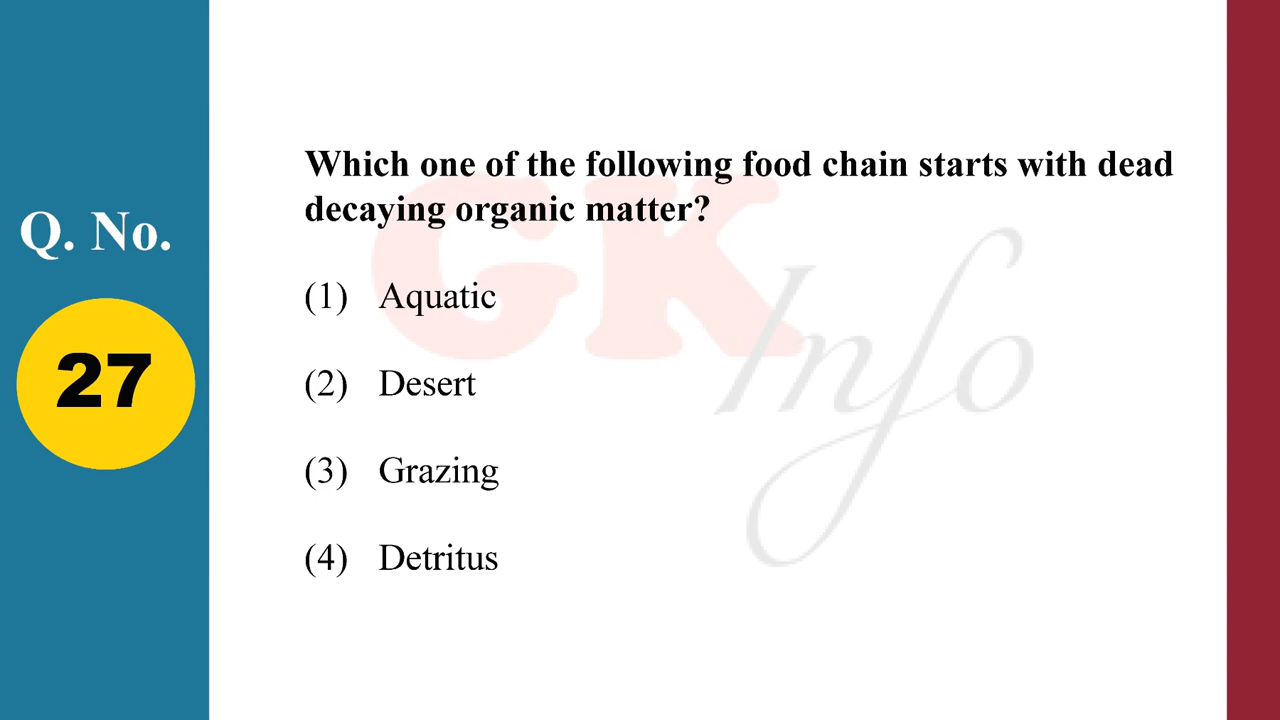 Q. No.
27
Which one of the following food chain starts with dead
decaying organic matter?
(1) Aquatic
(2) Desert
(3) Grazing
(4) Detritus
GK
Info